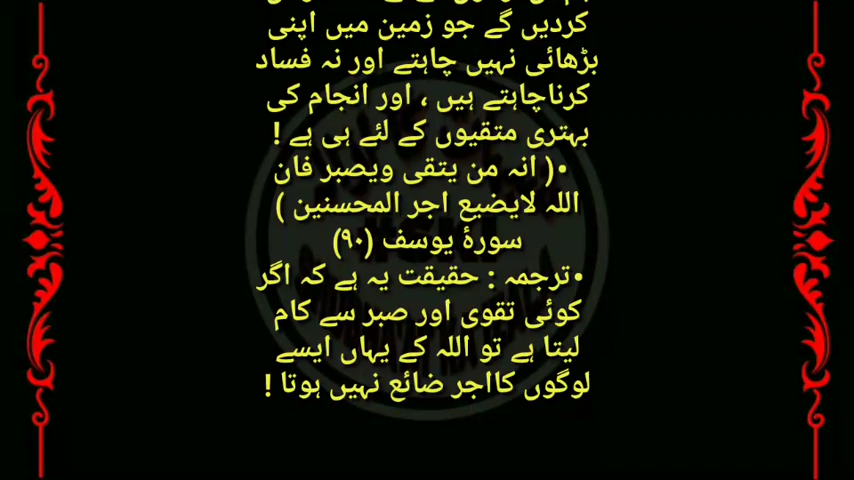 کردیں گے جو زمین میں اپنی
بڑھائی نہیں چاہتے اور نہ فساد
کرناچاہتے ہیں ، اور انجام کی
بہتری متقیوں کے لئے ہی ہے !
•( انہ من یتقی ویصبر فان
اللہ لایضیع اجر المحسنین )
سورۂ یوسف (۹۰)
•ترجمہ : حقیقت یہ ہے کہ اگر
کوئی تقوی اور صبر سے کام
لیتا ہے تو اللہ کے یہاں ایسے
لوگوں کااجر ضائع نہیں ہوتا !